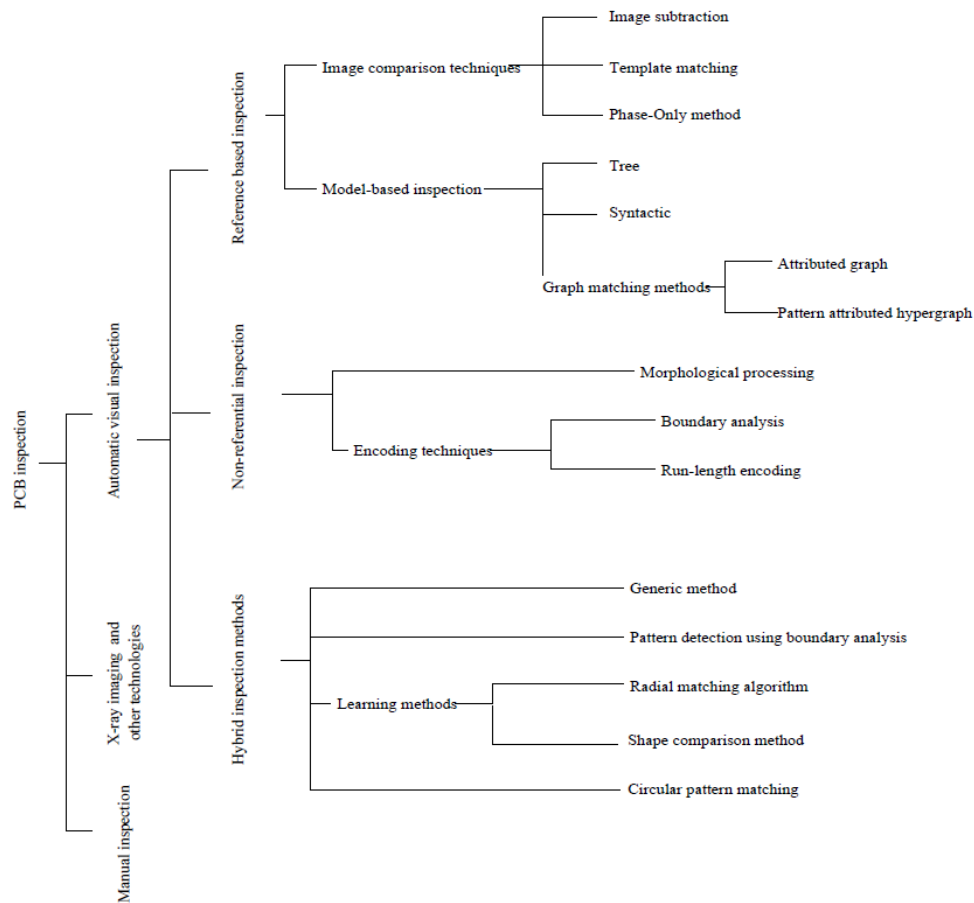 PCB inspection
Automatic visual inspection
X-ray imaging and
other technologies
Manual inspection
Reference based inspection
Non-referential inspection
Hybrid inspection methods
Image comparison techniques
Image subtraction
Template matching
Phase-Only method
Model-based inspection
Tree
Syntactic
Graph matching methods
Attributed graph
Pattern attributed hypergraph
Morphological processing
Encoding techniques
Boundary analysis
Run-length encoding
Generic method
Pattern detection using boundary analysis
Learning methods
Radial matching algorithm
Shape comparison method
Circular pattern matching